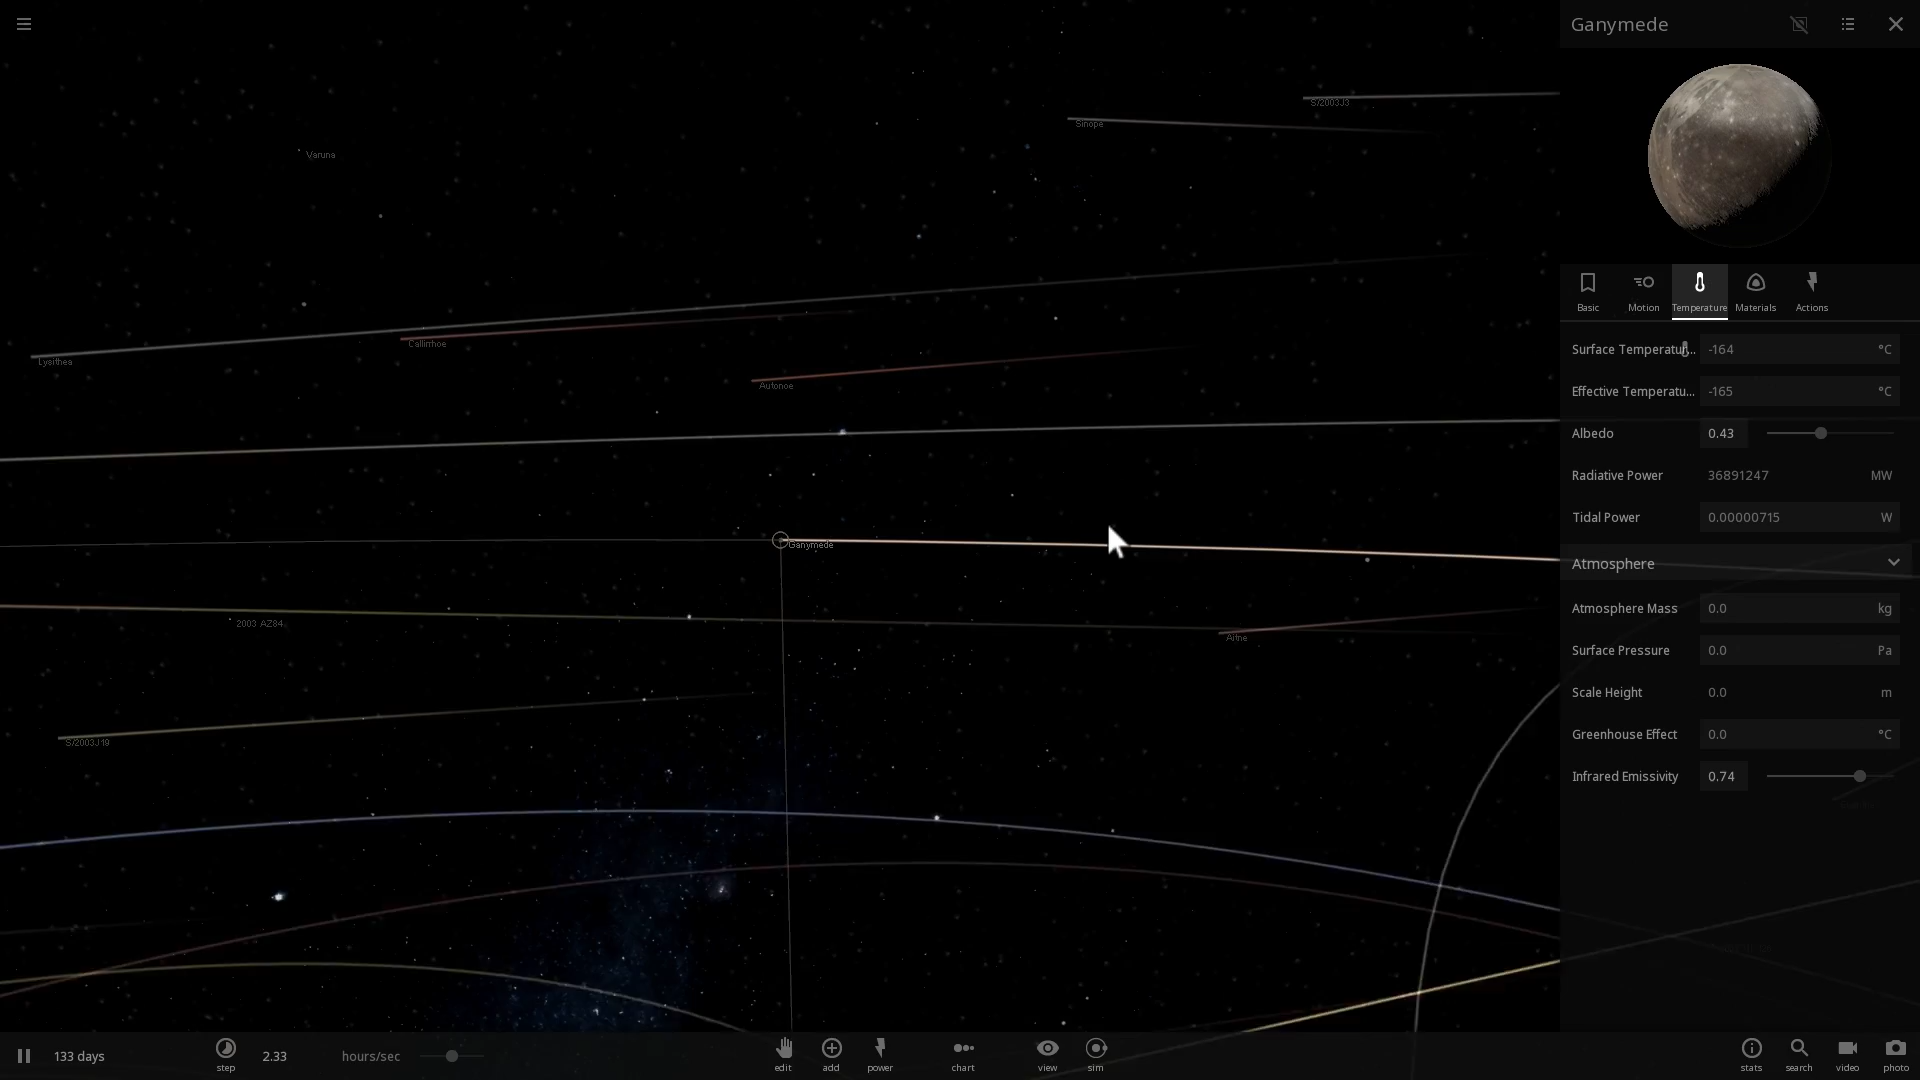 Ganymede
S/2003J3
Sinope
Varuna
Lysithea
Callirrhoe
Autonoe
Ganymede
2003 AZ84
Aitne
S/2003J19
Basic
Motion
Temperature
Materials
Actions
Surface Temperatur... -164 °C
Effective Temperatu... -165 °C
Albedo 0.43
Radiative Power 36891247 MW
Tidal Power 0.00000715 W
Atmosphere
Atmosphere Mass 0.0 kg
Surface Pressure 0.0 Pa
Scale Height 0.0 m
Greenhouse Effect 0.0 °C
Infrared Emissivity 0.74
133 days
step
2.33 hours/sec
edit
add
power
chart
view
sim
stats
search
video
photo